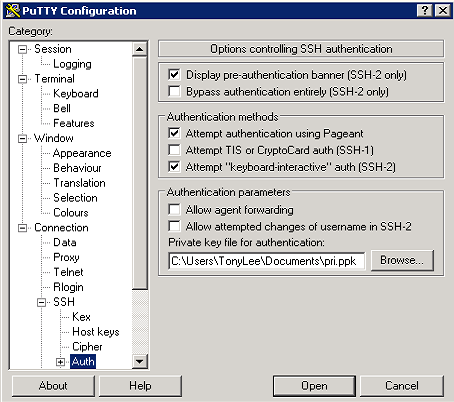 PuTTY Configuration
Category:
Session
Logging
Terminal
Keyboard
Bell
Features
Window
Appearance
Behaviour
Translation
Selection
Colours
Connection
Data
Proxy
Telnet
Rlogin
SSH
Kex
Host keys
Cipher
Auth
Options controlling SSH authentication
Display pre-authentication banner (SSH-2 only)
Bypass authentication entirely (SSH-2 only)
Authentication methods
Attempt authentication using Pageant
Attempt TIS or CryptoCard auth (SSH-1)
Attempt "keyboard-interactive" auth (SSH-2)
Authentication parameters
Allow agent forwarding
Allow attempted changes of username in SSH-2
Private key file for authentication:
C:\Users\TonyLee\Documents\pri.ppk
Browse...
About
Help
Open
Cancel